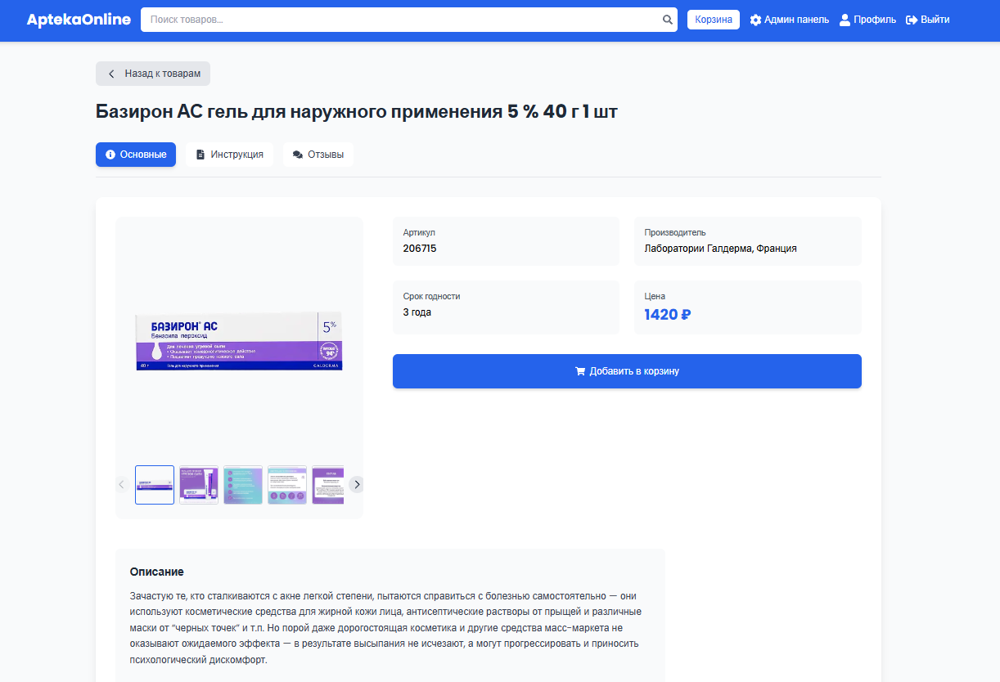 AptekaOnline
Поиск товаров...
Корзина
Админ панель
Профиль
Выйти
Назад к товарам
Базирон АС гель для наружного применения 5 % 40 г 1 шт
Основные
Инструкция
Отзывы
БАЗИРОН® АС
Бензоила пероксид
5%
Для лечения угревой сыпи
• Оказывает комедонолитическое действие
• Подавляет продукцию кожного сала
94%
40 г
Гель для наружного применения
GALDERMA
Артикул
206715
Производитель
Лаборатории Галдерма, Франция
Срок годности
3 года
Цена
1420 ₽
Добавить в корзину
Описание
Зачастую те, кто сталкиваются с акне легкой степени, пытаются справиться с болезнью самостоятельно — они
используют косметические средства для жирной кожи лица, антисептические растворы от прыщей и различные
маски от “черных точек” и т.п. Но порой даже дорогостоящая косметика и другие средства масс-маркета не
оказывают ожидаемого эффекта — в результате высыпания не исчезают, а могут прогрессировать и приносить
психологический дискомфорт.